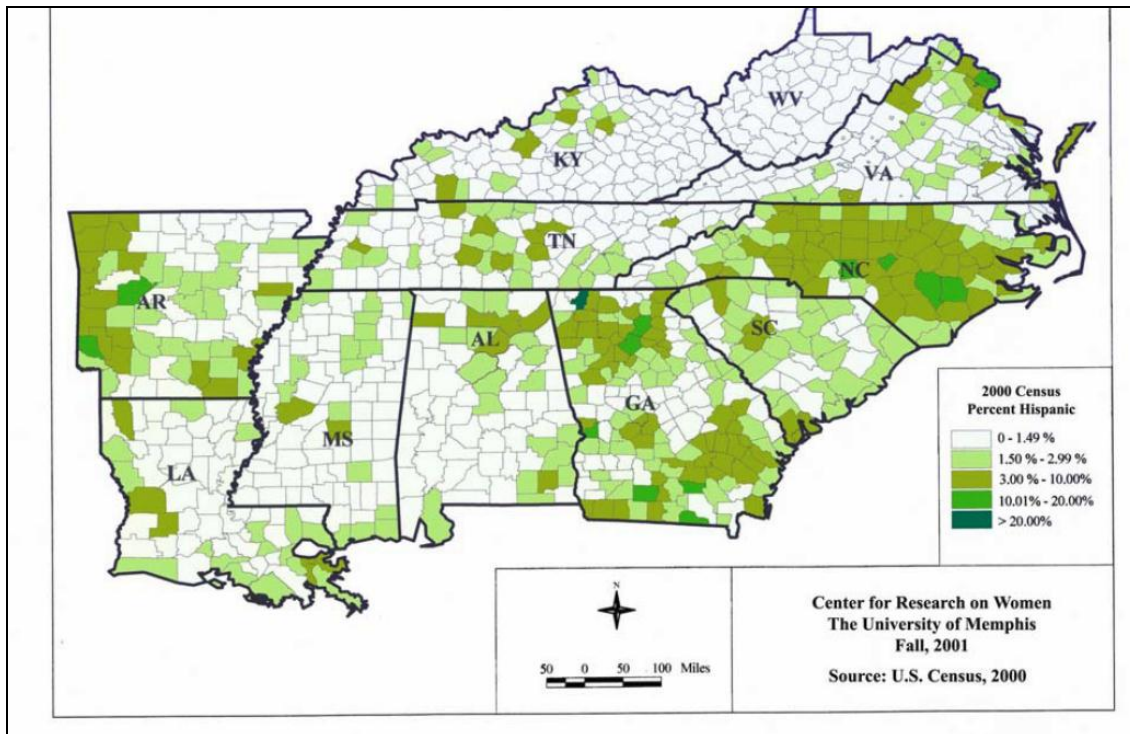 WV
KY
VA
TN
NC
AR
SC
AL
GA
MS
LA
2000 Census
Percent Hispanic
0 - 1.49 %
1.50 % - 2.99 %
3.00 % - 10.00%
10.01% - 20.00%
> 20.00%
N
50 0 50 100 Miles
Center for Research on Women
The University of Memphis
Fall, 2001
Source: U.S. Census, 2000